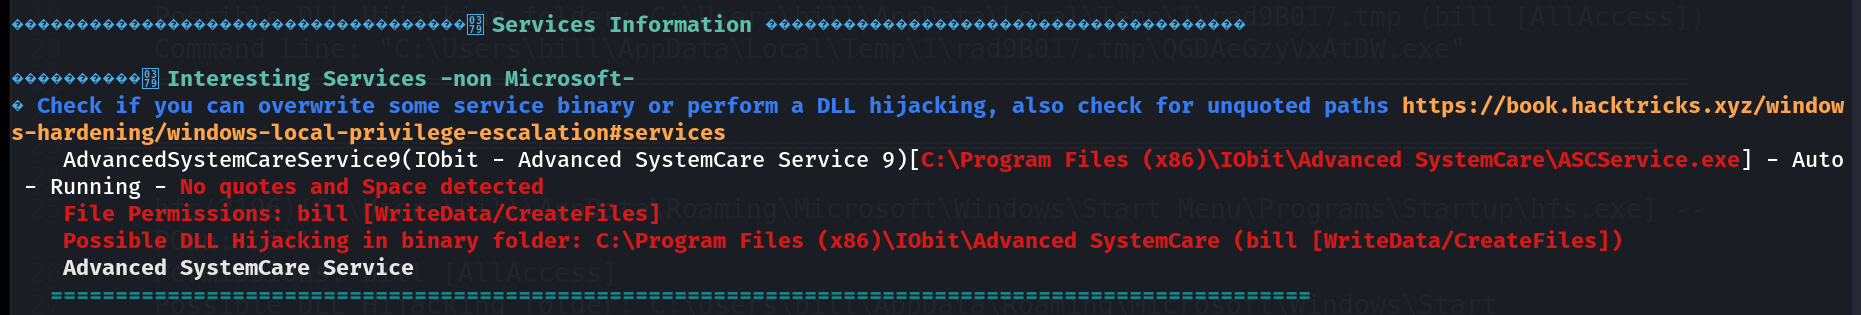 ���������������������������������� Services Information �������������������������������������
���������� Interesting Services -non Microsoft-
� Check if you can overwrite some service binary or perform a DLL hijacking, also check for unquoted paths https://book.hacktricks.xyz/window
s-hardening/windows-local-privilege-escalation#services
AdvancedSystemCareService9(IObit - Advanced SystemCare Service 9)[C:\Program Files (x86)\IObit\Advanced SystemCare\ASCService.exe] - Auto
- Running - No quotes and Space detected
File Permissions: bill [WriteData/CreateFiles]
Possible DLL Hijacking in binary folder: C:\Program Files (x86)\IObit\Advanced SystemCare (bill [WriteData/CreateFiles])
Advanced SystemCare Service
=================================================================================================